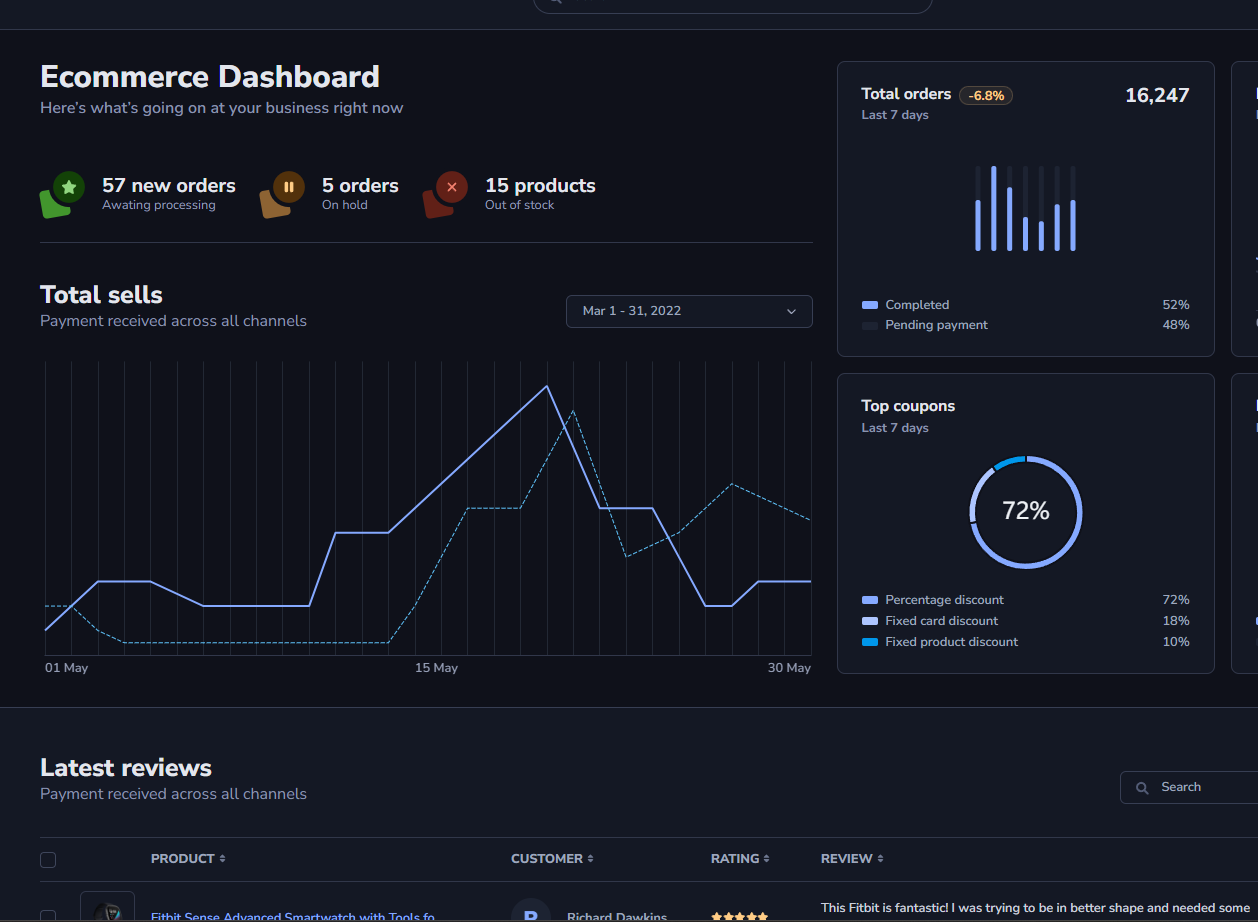 Ecommerce Dashboard
Here's what's going on at your business right now
57 new orders
Awating processing
5 orders
On hold
15 products
Out of stock
Total sells
Payment received across all channels
Mar 1 - 31, 2022
01 May
15 May
30 May
Total orders -6.8% 16,247
Last 7 days
Completed 52%
Pending payment 48%
Top coupons
Last 7 days
72%
Percentage discount 72%
Fixed card discount 18%
Fixed product discount 10%
Latest reviews
Payment received across all channels
Search
PRODUCT CUSTOMER RATING REVIEW
Fitbit Sense Advanced Smartwatch with Tools fo
R Richard Dawkins
This Fitbit is fantastic! I was trying to be in better shape and needed some